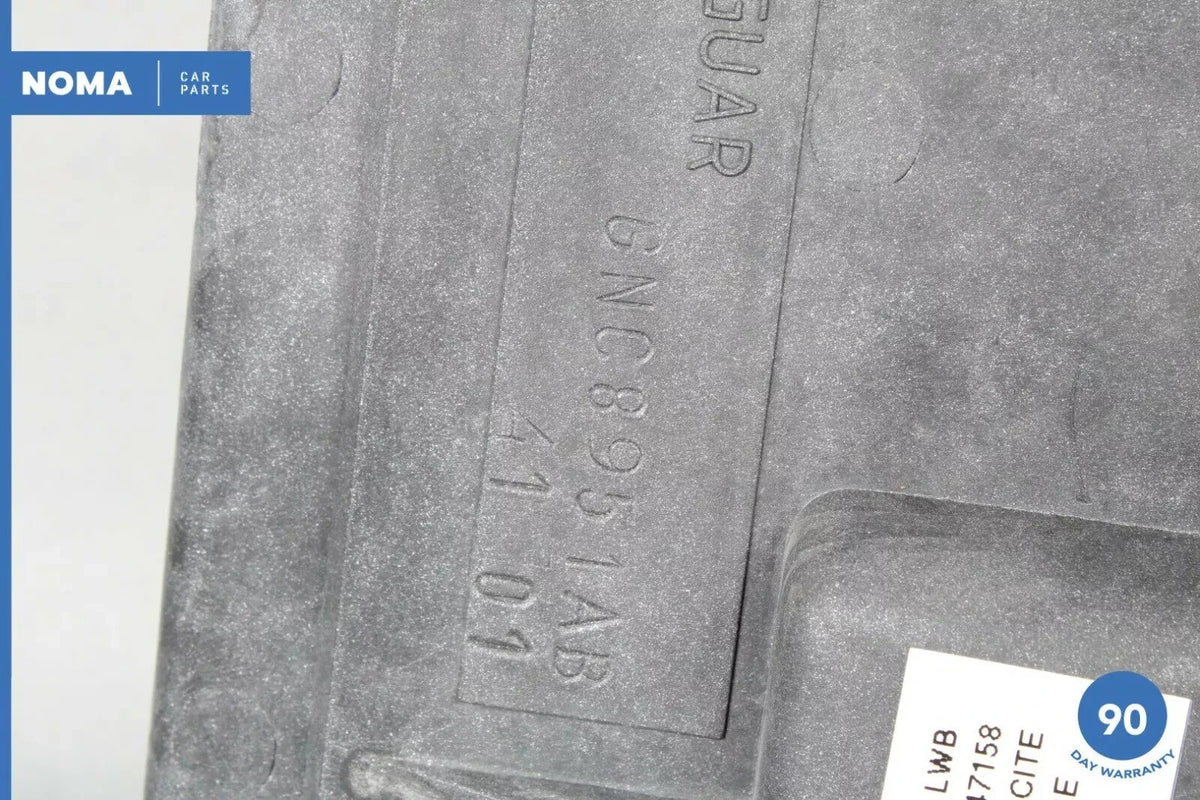 NOMA
CAR
PARTS
GUAR
GNC8951AB
41 01
LWB
47158
CITE
E
90
DAY WARRANTY